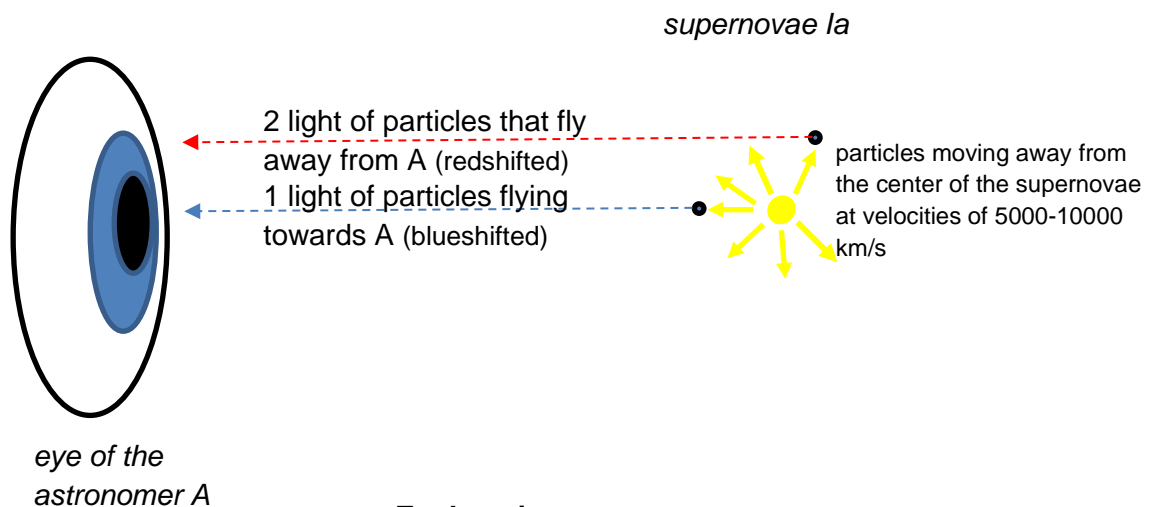 supernovae Ia
2 light of particles that fly
away from A (redshifted)
1 light of particles flying
towards A (blueshifted)
particles moving away from
the center of the supernovae
at velocities of 5000-10000
km/s
eye of the
astronomer A